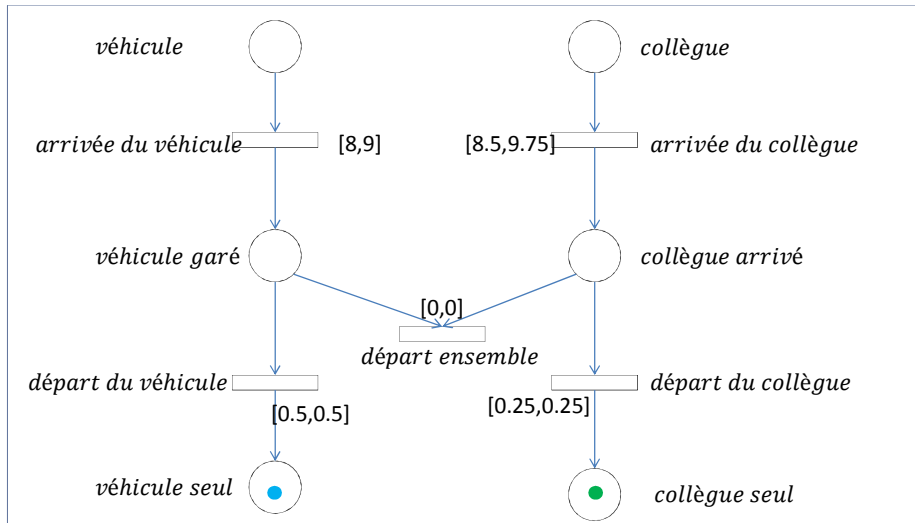 véhicule collègue
arrivée du véhicule [8,9] [8.5,9.75] arrivée du collègue
véhicule garé collègue arrivé
[0,0]
départ ensemble
départ du véhicule départ du collègue
[0.5,0.5] [0.25,0.25]
véhicule seul collègue seul